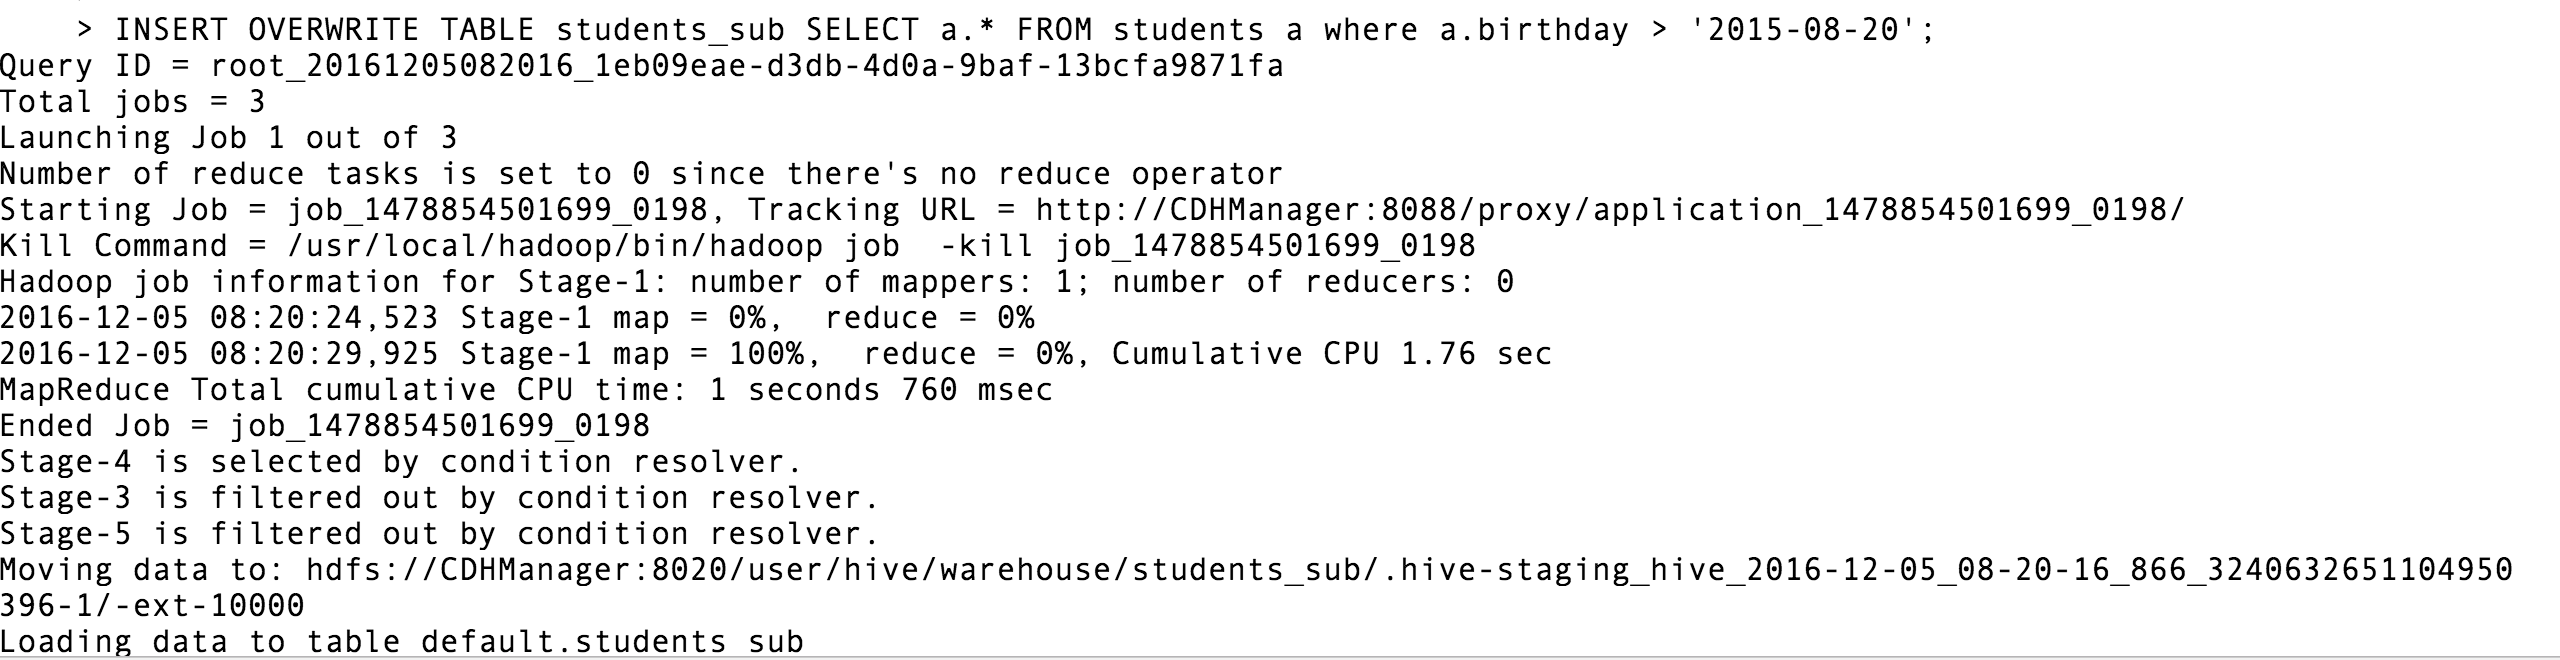 > INSERT OVERWRITE TABLE students_sub SELECT a.* FROM students a where a.birthday > '2015-08-20';
Query ID = root_20161205082016_1eb09eae-d3db-4d0a-9baf-13bcfa9871fa
Total jobs = 3
Launching Job 1 out of 3
Number of reduce tasks is set to 0 since there's no reduce operator
Starting Job = job_1478854501699_0198, Tracking URL = http://CDHManager:8088/proxy/application_1478854501699_0198/
Kill Command = /usr/local/hadoop/bin/hadoop job  -kill job_1478854501699_0198
Hadoop job information for Stage-1: number of mappers: 1; number of reducers: 0
2016-12-05 08:20:24,523 Stage-1 map = 0%,  reduce = 0%
2016-12-05 08:20:29,925 Stage-1 map = 100%,  reduce = 0%, Cumulative CPU 1.76 sec
MapReduce Total cumulative CPU time: 1 seconds 760 msec
Ended Job = job_1478854501699_0198
Stage-4 is selected by condition resolver.
Stage-3 is filtered out by condition resolver.
Stage-5 is filtered out by condition resolver.
Moving data to: hdfs://CDHManager:8020/user/hive/warehouse/students_sub/.hive-staging_hive_2016-12-05_08-20-16_866_3240632651104950
396-1/-ext-10000
Loading data to table default.students sub